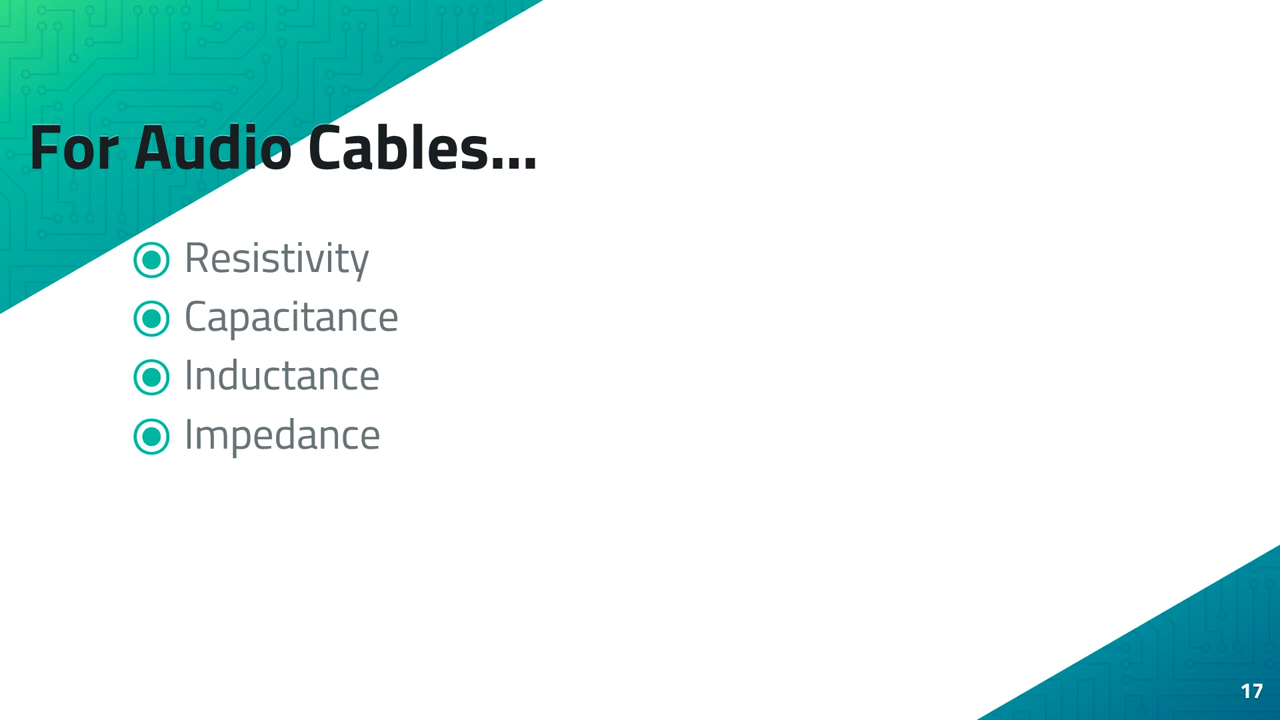 For Audio Cables...
Resistivity
Capacitance
Inductance
Impedance
17